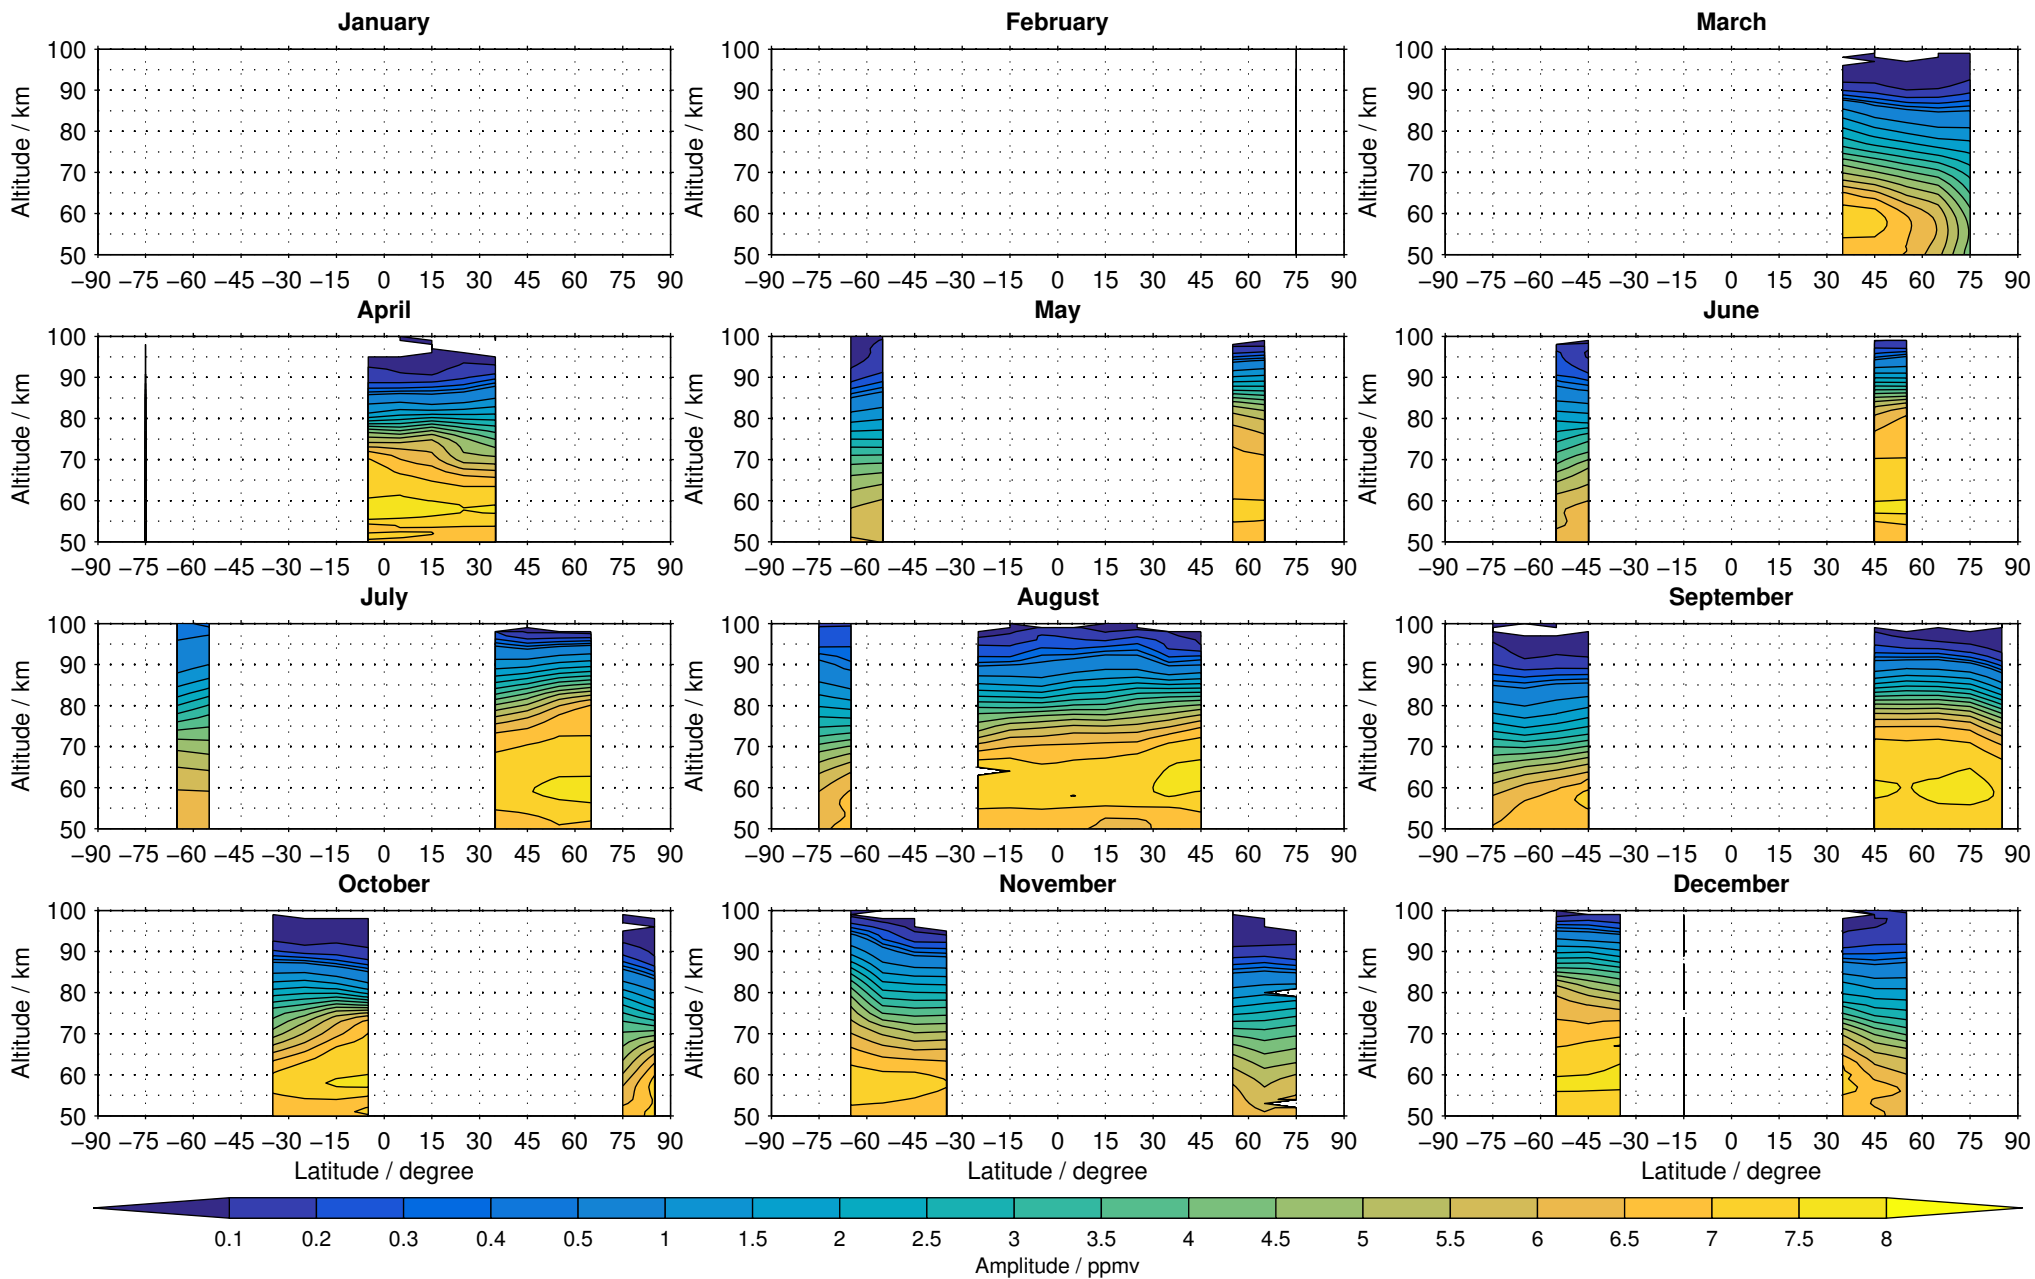 January February March
100 90 80 70 60 50 Altitude / km
−90 −75 −60 −45 −30 −15 0 15 30 45 60 75 90
100 90 80 70 60 50 Altitude / km
−90 −75 −60 −45 −30 −15 0 15 30 45 60 75 90
100 90 80 70 60 50 Altitude / km
−90 −75 −60 −45 −30 −15 0 15 30 45 60 75 90
April May June
100 90 80 70 60 50 Altitude / km
−90 −75 −60 −45 −30 −15 0 15 30 45 60 75 90
100 90 80 70 60 50 Altitude / km
−90 −75 −60 −45 −30 −15 0 15 30 45 60 75 90
100 90 80 70 60 50 Altitude / km
−90 −75 −60 −45 −30 −15 0 15 30 45 60 75 90
July August September
100 90 80 70 60 50 Altitude / km
−90 −75 −60 −45 −30 −15 0 15 30 45 60 75 90
100 90 80 70 60 50 Altitude / km
−90 −75 −60 −45 −30 −15 0 15 30 45 60 75 90
100 90 80 70 60 50 Altitude / km
−90 −75 −60 −45 −30 −15 0 15 30 45 60 75 90
October November December
100 90 80 70 60 50 Altitude / km
−90 −75 −60 −45 −30 −15 0 15 30 45 60 75 90
100 90 80 70 60 50 Altitude / km
−90 −75 −60 −45 −30 −15 0 15 30 45 60 75 90
100 90 80 70 60 50 Altitude / km
−90 −75 −60 −45 −30 −15 0 15 30 45 60 75 90
Latitude / degree Latitude / degree Latitude / degree
0.1 0.2 0.3 0.4 0.5 1 1.5 2 2.5 3 3.5 4 4.5 5 5.5 6 6.5 7 7.5 8
Amplitude / ppmv